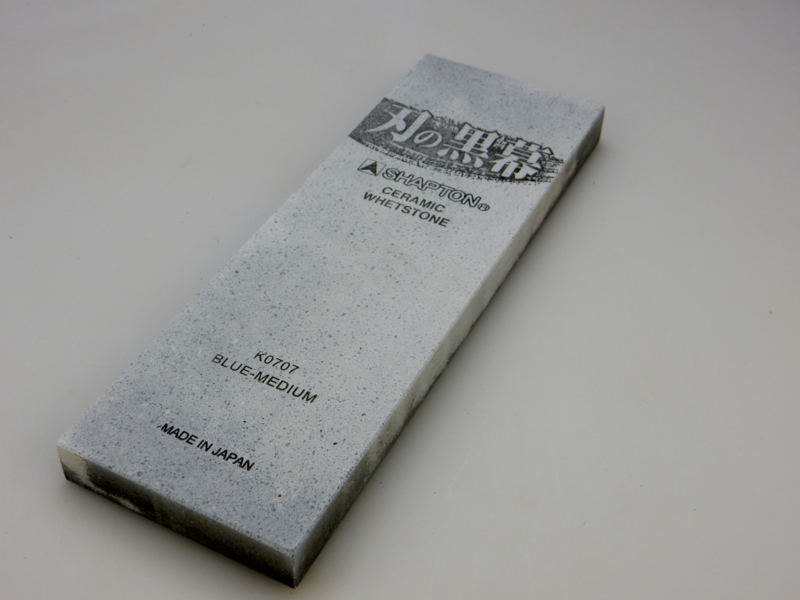 刃の黒幕
SHAPTON®
CERAMIC
WHETSTONE
K0707
BLUE-MEDIUM
MADE IN JAPAN